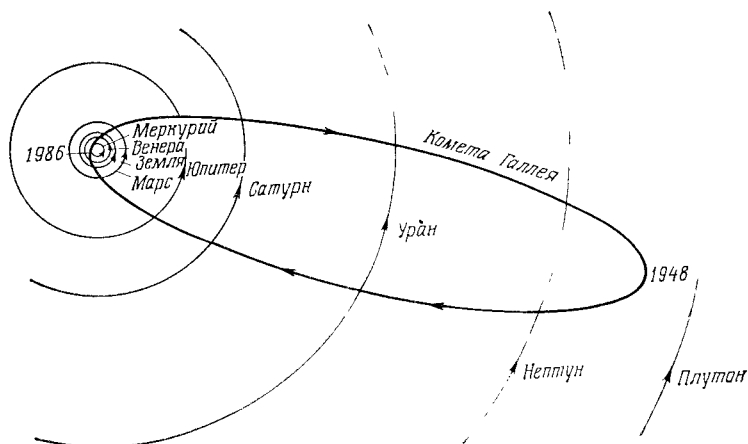 Меркурий
Венера
1986
Земля
Марс
Юпитер
Сатурн
Комета Галлея
Уран
1948
Нептун
Плутон